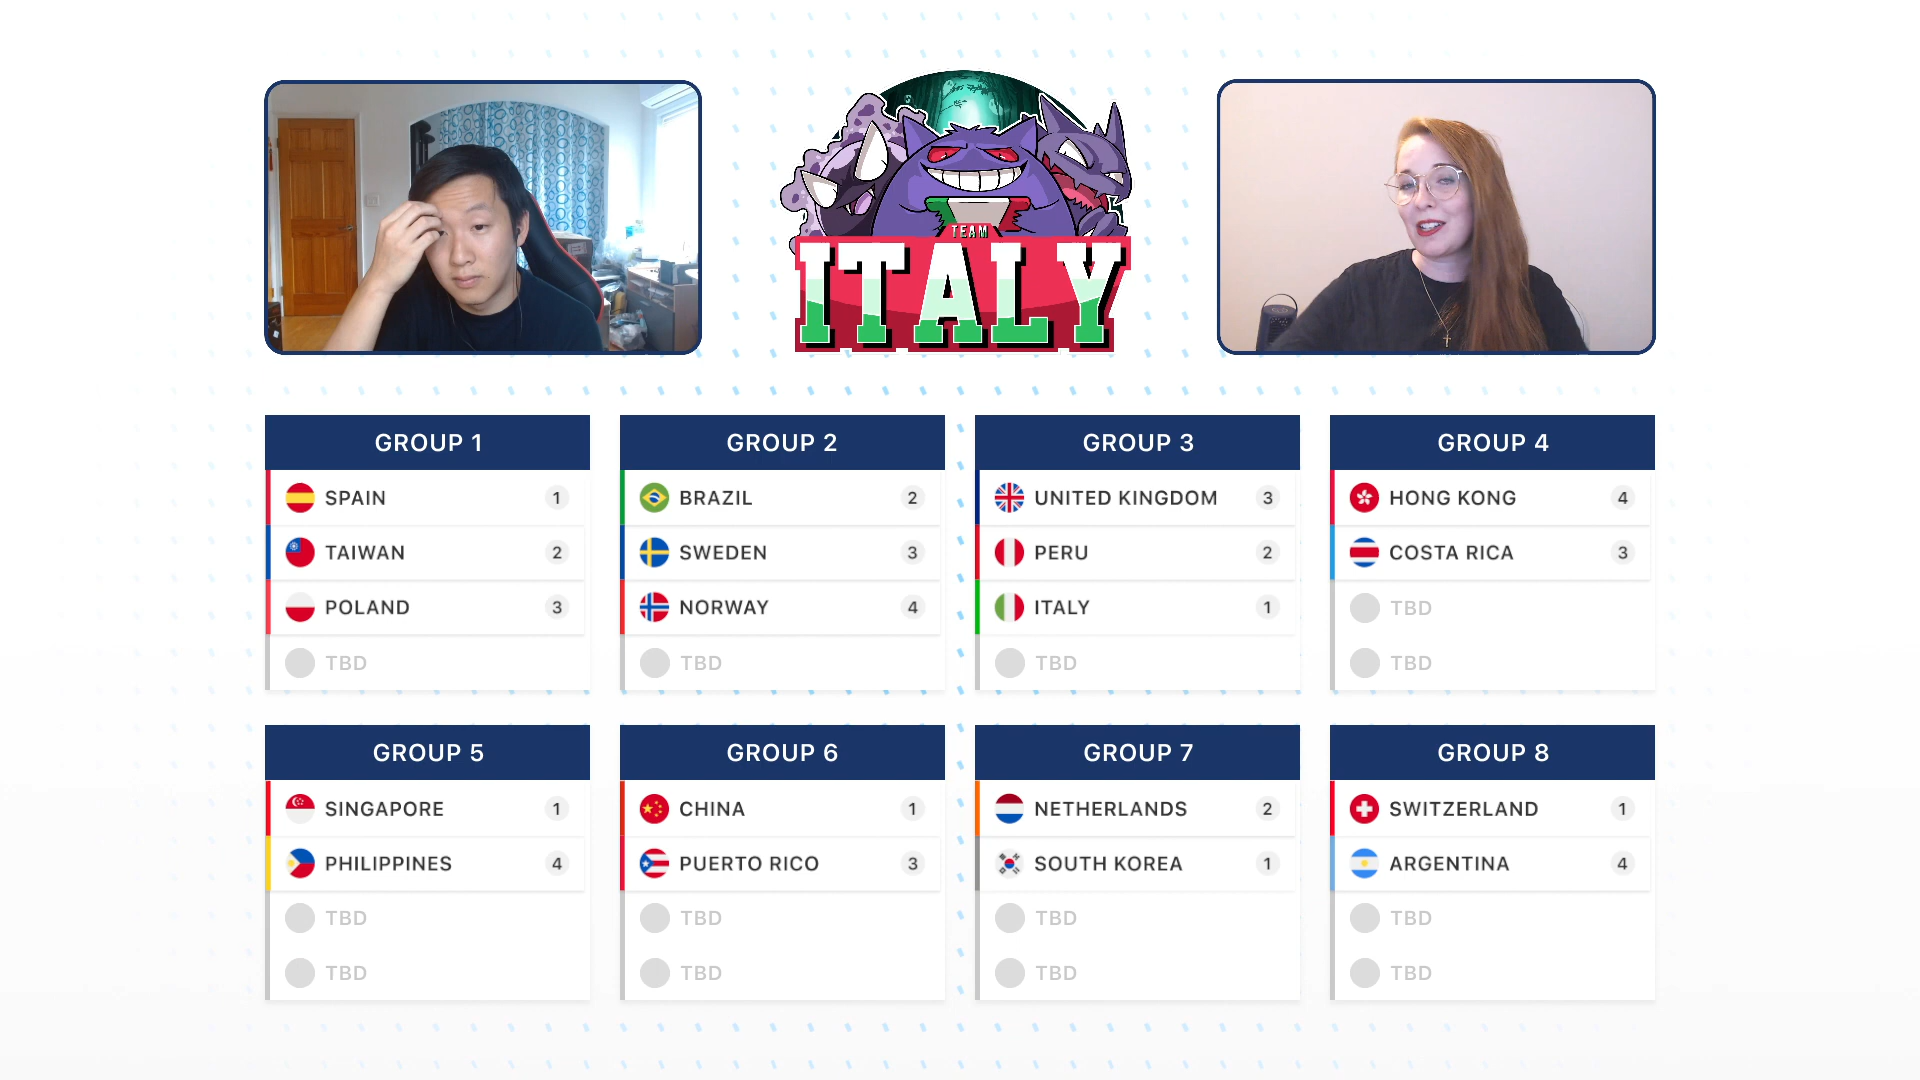 TEAM
ITALY
GROUP 1
SPAIN 1
TAIWAN 2
POLAND 3
TBD
GROUP 2
BRAZIL 2
SWEDEN 3
NORWAY 4
TBD
GROUP 3
UNITED KINGDOM 3
PERU 2
ITALY 1
TBD
GROUP 4
HONG KONG 4
COSTA RICA 3
TBD
TBD
GROUP 5
SINGAPORE 1
PHILIPPINES 4
TBD
TBD
GROUP 6
CHINA 1
PUERTO RICO 3
TBD
TBD
GROUP 7
NETHERLANDS 2
SOUTH KOREA 1
TBD
TBD
GROUP 8
SWITZERLAND 1
ARGENTINA 4
TBD
TBD